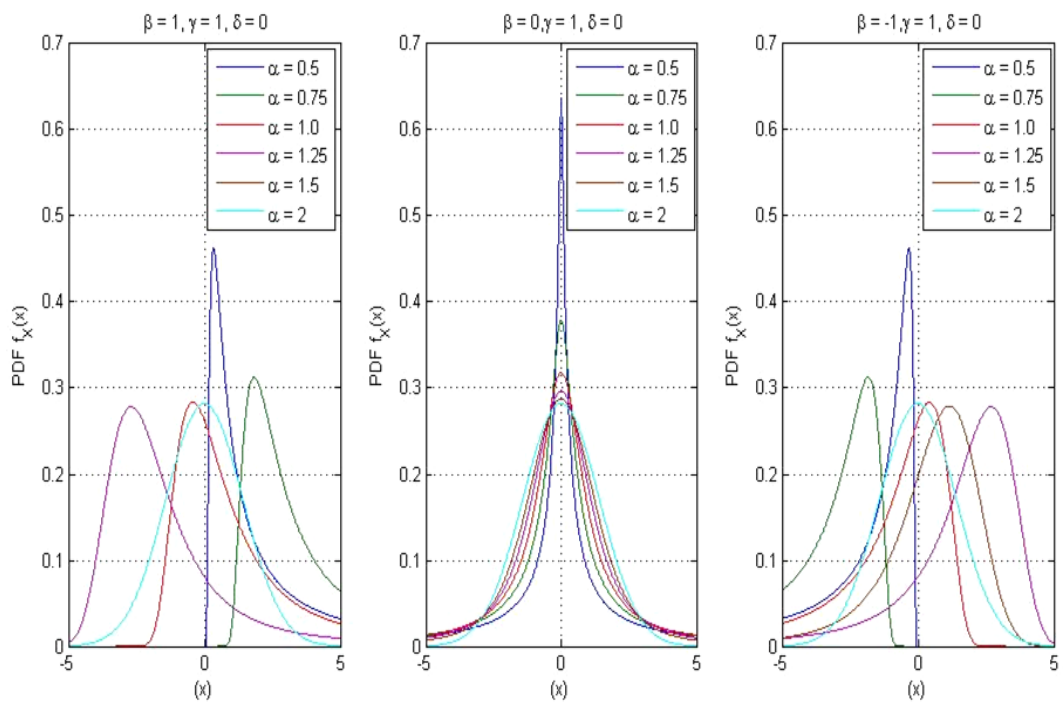 β = 1, γ = 1, δ = 0
0.7
0.6
0.5
0.4
0.3
0.2
0.1
0
PDF f_X(x)
α = 0.5
α = 0.75
α = 1.0
α = 1.25
α = 1.5
α = 2
-5
0
5
(x)
β = 0,γ = 1, δ = 0
0.7
0.6
0.5
0.4
0.3
0.2
0.1
0
PDF f_X(x)
α = 0.5
α = 0.75
α = 1.0
α = 1.25
α = 1.5
α = 2
-5
0
5
(x)
β = -1,γ = 1, δ = 0
0.7
0.6
0.5
0.4
0.3
0.2
0.1
0
PDF f_X(x)
α = 0.5
α = 0.75
α = 1.0
α = 1.25
α = 1.5
α = 2
-5
0
5
(x)